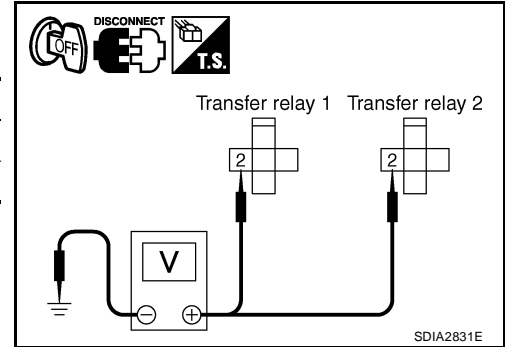 DISCONNECT
OFF
T.S.
Transfer relay 1 Transfer relay 2
2 2
V
− +
SDIA2831E